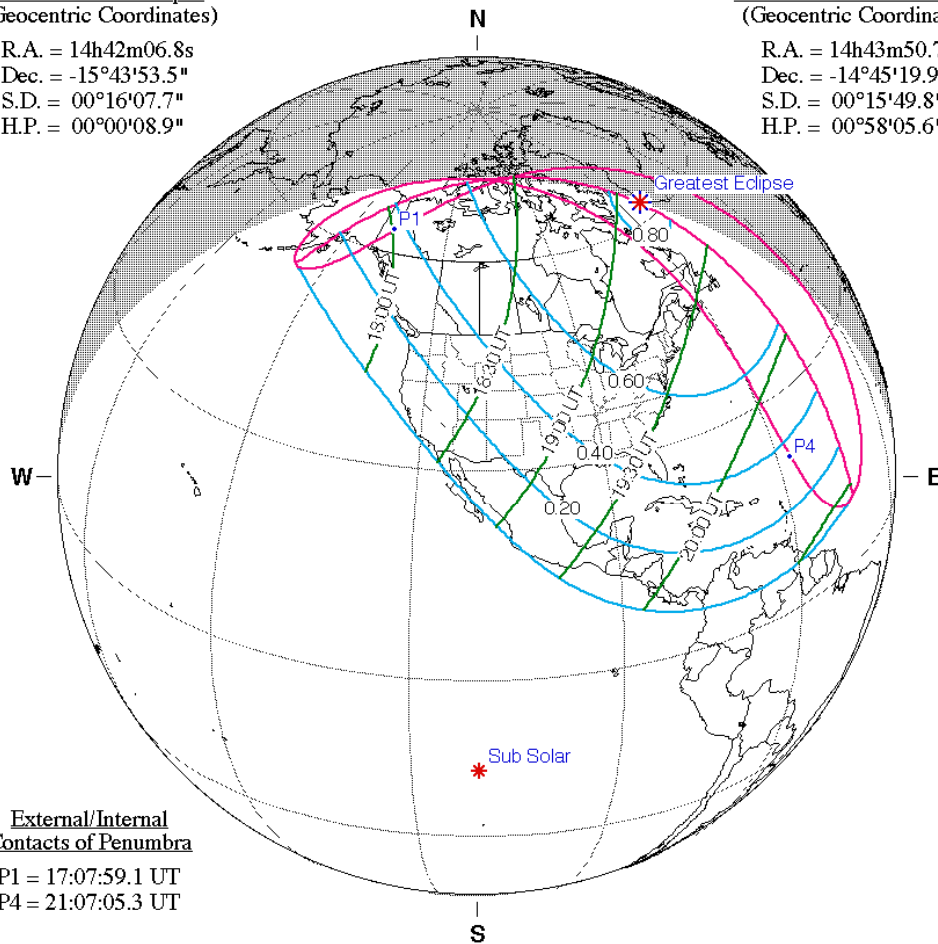 Geocentric Coordinates)
R.A. = 14h42m06.8s
Dec. = -15°43'53.5"
S.D. = 00°16'07.7"
H.P. = 00°00'08.9"
N
(Geocentric Coordina
R.A. = 14h43m50.7
Dec. = -14°45'19.9
S.D. = 00°15'49.8'
H.P. = 00°58'05.6'
Greatest Eclipse
P1
0.80
18:00 UT
18:30 UT
0.60
19:00 UT
0.40
P4
19:30 UT
W
E
0.20
20:00 UT
Sub Solar
External/Internal
Contacts of Penumbra
P1 = 17:07:59.1 UT
P4 = 21:07:05.3 UT
S